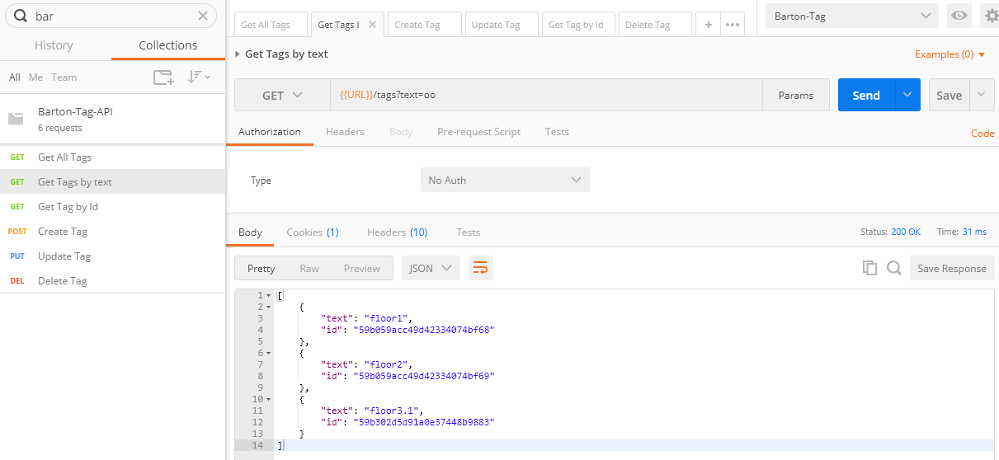 bar
History Collections
All Me Team
Barton-Tag-API
6 requests
GET Get All Tags
GET Get Tags by text
GET Get Tag by Id
POST Create Tag
PUT Update Tag
DEL Delete Tag
Get All Tags Get Tags Create Tag Update Tag Get Tag by Id Delete Tag
Barton-Tag
Get Tags by text Examples (0)
GET {{URL}}/tags?text=oo Params Send Save
Authorization Headers Body Pre-request Script Tests Code
Type No Auth
Body Cookies (1) Headers (10) Tests Status: 200 OK Time: 31 ms
Pretty Raw Preview JSON Save Response
1 [
2 {
3 "text": "floor1",
4 "id": "59b059acc49d42334074bf68"
5 },
6 {
7 "text": "floor2",
8 "id": "59b059acc49d42334074bf69"
9 },
10 {
11 "text": "floor3.1",
12 "id": "59b302d5d91a0e37448b9883"
13 }
14 ]